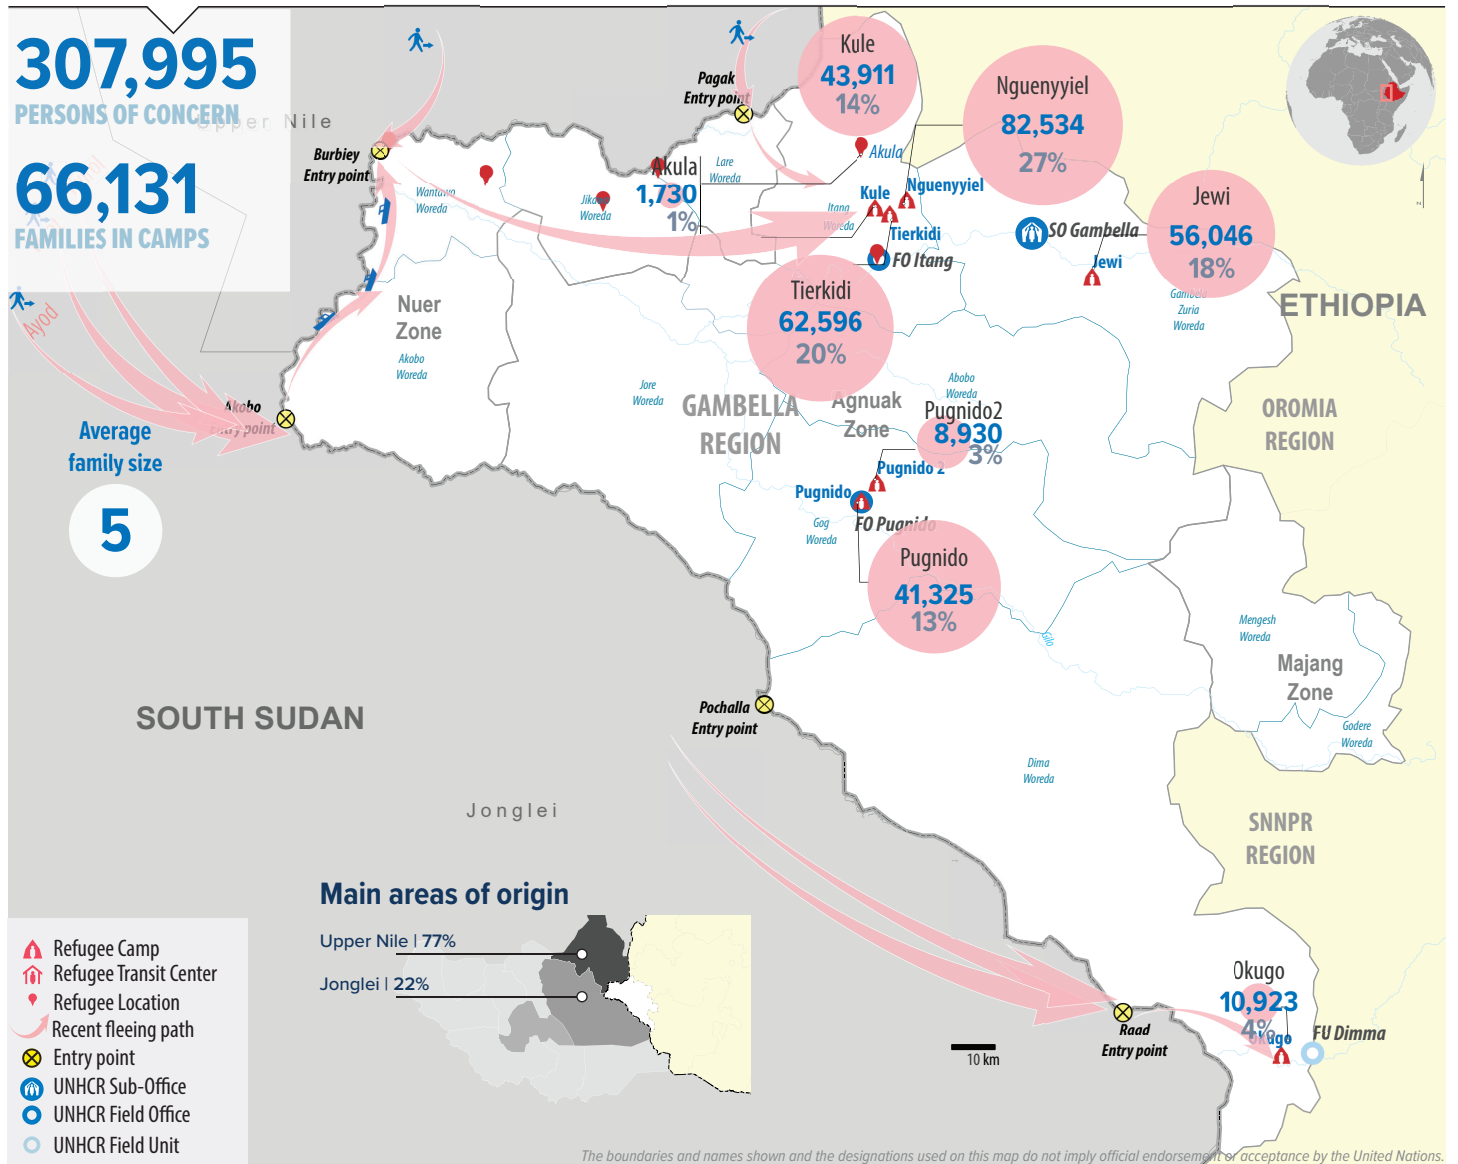 307,995
PERSONS OF CONCERN
66,131
FAMILIES IN CAMPS
Upper Nile
Burbiey
Entry point
Pagak
Entry point
Kule
43,911
14%
Nguenyyiel
82,534
27%
Jewi
56,046
18%
Akula
1,730
1%
Lare
Woreda
Akula
Wantawo
Woreda
Woreda
Itang
Woreda
Kule
Nguenyyiel
Tierkidi
FO Itang
SO Gambella
Jewi
Gambela
Zuria
Woreda
ETHIOPIA
Ayod
Nuer
Zone
Akobo
Woreda
Tierkidi
62,596
20%
Akobo
Entry point
Jore
Woreda
GAMBELLA
REGION
Agnuak
Zone
Abobo
Woreda
Pugnido2
8,930
3%
Pugnido 2
Pugnido
FO Pugnido
Gog
Woreda
OROMIA
REGION
Average
family size
5
Pugnido
41,325
13%
Gilo
Mengesh
Woreda
Majang
Zone
Godere
Woreda
SOUTH SUDAN
Pochalla
Entry point
Dima
Woreda
Jonglei
SNNPR
REGION
Main areas of origin
Upper Nile | 77%
Jonglei | 22%
Okugo
10,923
4%
Okugo
FU Dimma
Raad
Entry point
10 km
Refugee Camp
Refugee Transit Center
Refugee Location
Recent fleeing path
Entry point
UNHCR Sub-Office
UNHCR Field Office
UNHCR Field Unit
The boundaries and names shown and the designations used on this map do not imply official endorsement or acceptance by the United Nations.